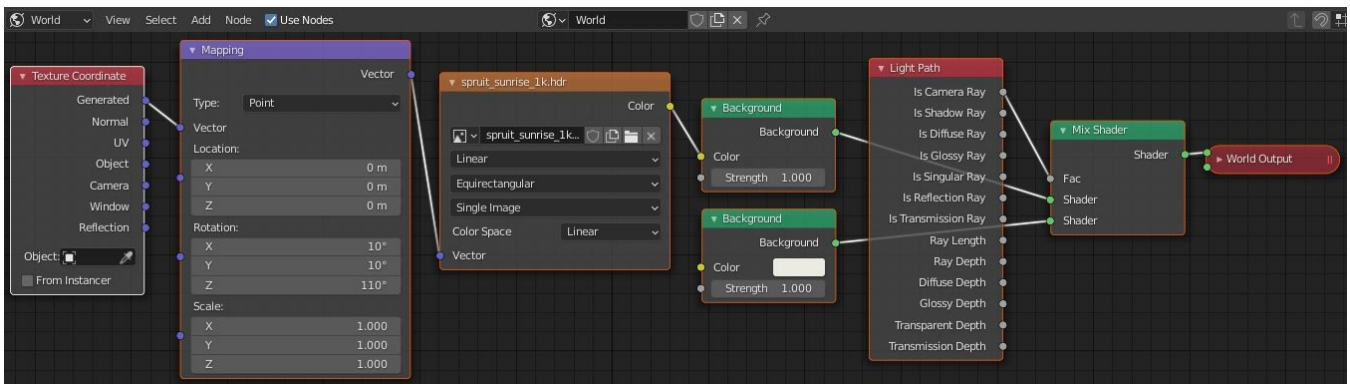 World View Select Add Node Use Nodes World
Texture Coordinate
Generated
Normal
UV
Object
Camera
Window
Reflection
Object:
From Instancer
Mapping
Vector
Type: Point
Vector
Location:
X 0 m
Y 0 m
Z 0 m
Rotation:
X 10°
Y 10°
Z 110°
Scale:
X 1.000
Y 1.000
Z 1.000
spruit_sunrise_1k.hdr
Color
spruit_sunrise_1k...
Linear
Equirectangular
Single Image
Color Space Linear
Vector
Background
Background
Color
Strength 1.000
Background
Background
Color
Strength 1.000
Light Path
Is Camera Ray
Is Shadow Ray
Is Diffuse Ray
Is Glossy Ray
Is Singular Ray
Is Reflection Ray
Is Transmission Ray
Ray Length
Ray Depth
Diffuse Depth
Glossy Depth
Transparent Depth
Transmission Depth
Mix Shader
Shader
Fac
Shader
Shader
World Output